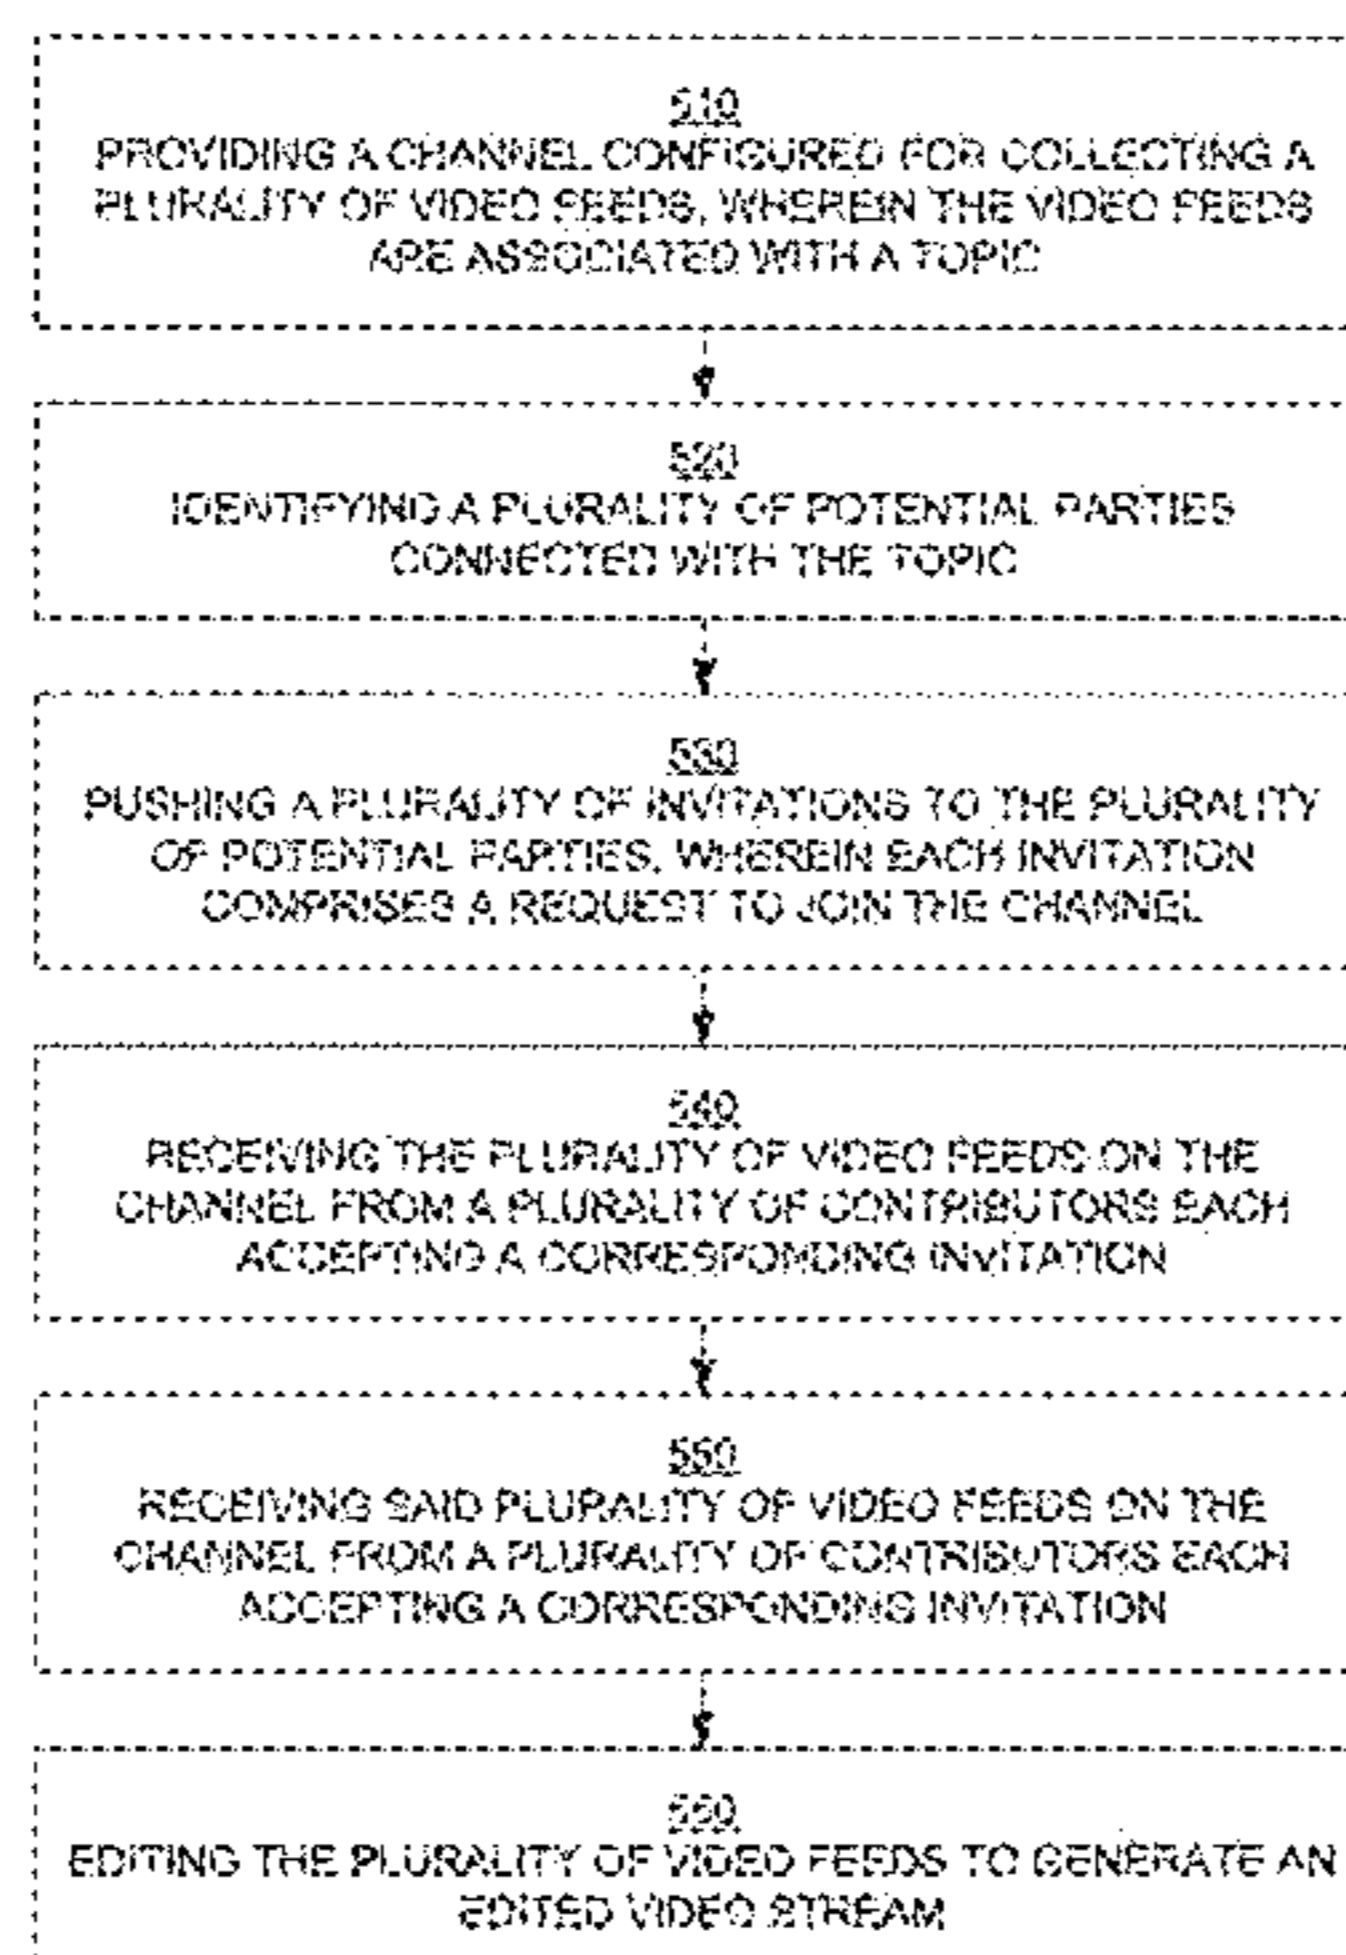 510
PROVIDING A CHANNEL CONFIGURED FOR COLLECTING A
PLURALITY OF VIDEO FEEDS, WHEREIN THE VIDEO FEEDS
ARE ASSOCIATED WITH A TOPIC
520
IDENTIFYING A PLURALITY OF POTENTIAL PARTIES
CONNECTED WITH THE TOPIC
530
PUSHING A PLURALITY OF INVITATIONS TO THE PLURALITY
OF POTENTIAL PARTIES, WHEREIN EACH INVITATION
COMPRISES A REQUEST TO JOIN THE CHANNEL
540
RECEIVING THE PLURALITY OF VIDEO FEEDS ON THE
CHANNEL FROM A PLURALITY OF CONTRIBUTORS EACH
ACCEPTING A CORRESPONDING INVITATION
550
RECEIVING SAID PLURALITY OF VIDEO FEEDS ON THE
CHANNEL FROM A PLURALITY OF CONTRIBUTORS EACH
ACCEPTING A CORRESPONDING INVITATION
560
EDITING THE PLURALITY OF VIDEO FEEDS TO GENERATE AN
EDITED VIDEO STREAM